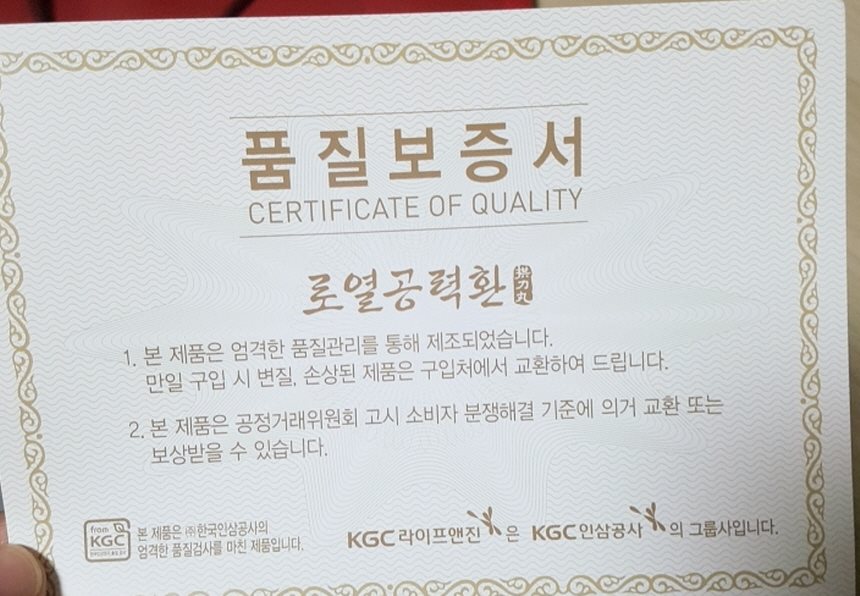 품질보증서
CERTIFICATE OF QUALITY
로열공력환
1. 본 제품은 엄격한 품질관리를 통해 제조되었습니다.
만일 구입 시 변질, 손상된 제품은 구입처에서 교환하여 드립니다.
2. 본 제품은 공정거래위원회 고시 소비자 분쟁해결 기준에 의거 교환 또는
보상받을 수 있습니다.
from
KGC
본 제품은 ㈜한국인삼공사의
엄격한 품질검사를 마친 제품입니다.
KGC라이프앤진 은 KGC인삼공사 의 그룹사입니다.